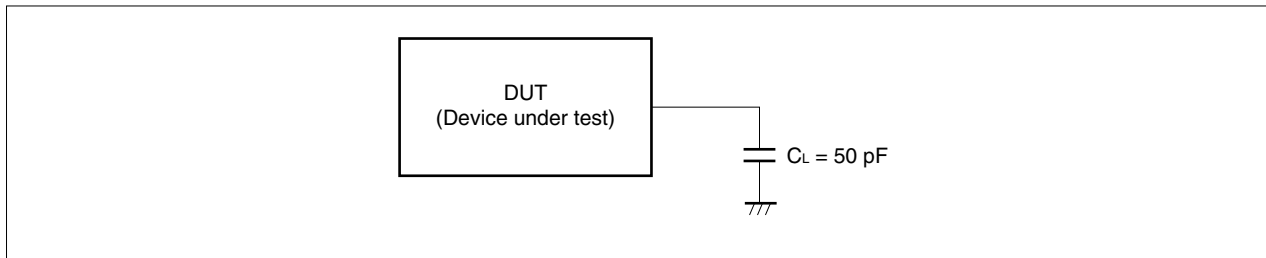 DUT
(Device under test)
CL = 50 pF